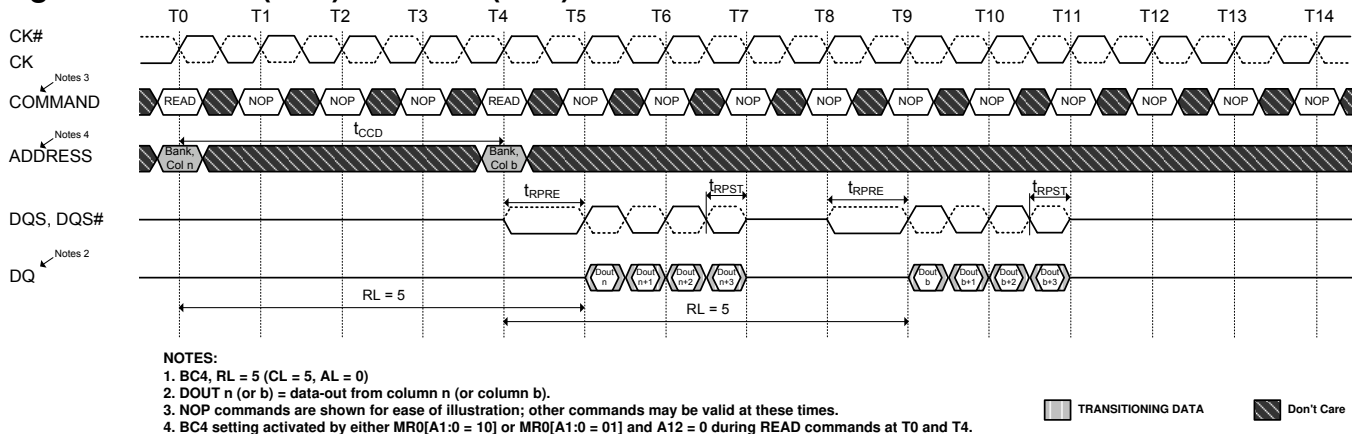 T0 T1 T2 T3 T4 T5 T6 T7 T8 T9 T10 T11 T12 T13 T14
CK#
CK
Notes 3
COMMAND READ NOP NOP NOP READ NOP NOP NOP NOP NOP NOP NOP NOP NOP NOP
tCCD
Notes 4
ADDRESS Bank, Col n Bank, Col b
tRPRE tRPST tRPRE tRPST
DQS, DQS#
Notes 2
DQ Dout n Dout n+1 Dout n+2 Dout n+3 Dout b Dout b+1 Dout b+2 Dout b+3
RL = 5
RL = 5
NOTES:
1. BC4, RL = 5 (CL = 5, AL = 0)
2. DOUT n (or b) = data-out from column n (or column b).
3. NOP commands are shown for ease of illustration; other commands may be valid at these times.
4. BC4 setting activated by either MR0[A1:0 = 10] or MR0[A1:0 = 01] and A12 = 0 during READ commands at T0 and T4.
TRANSITIONING DATA Don't Care